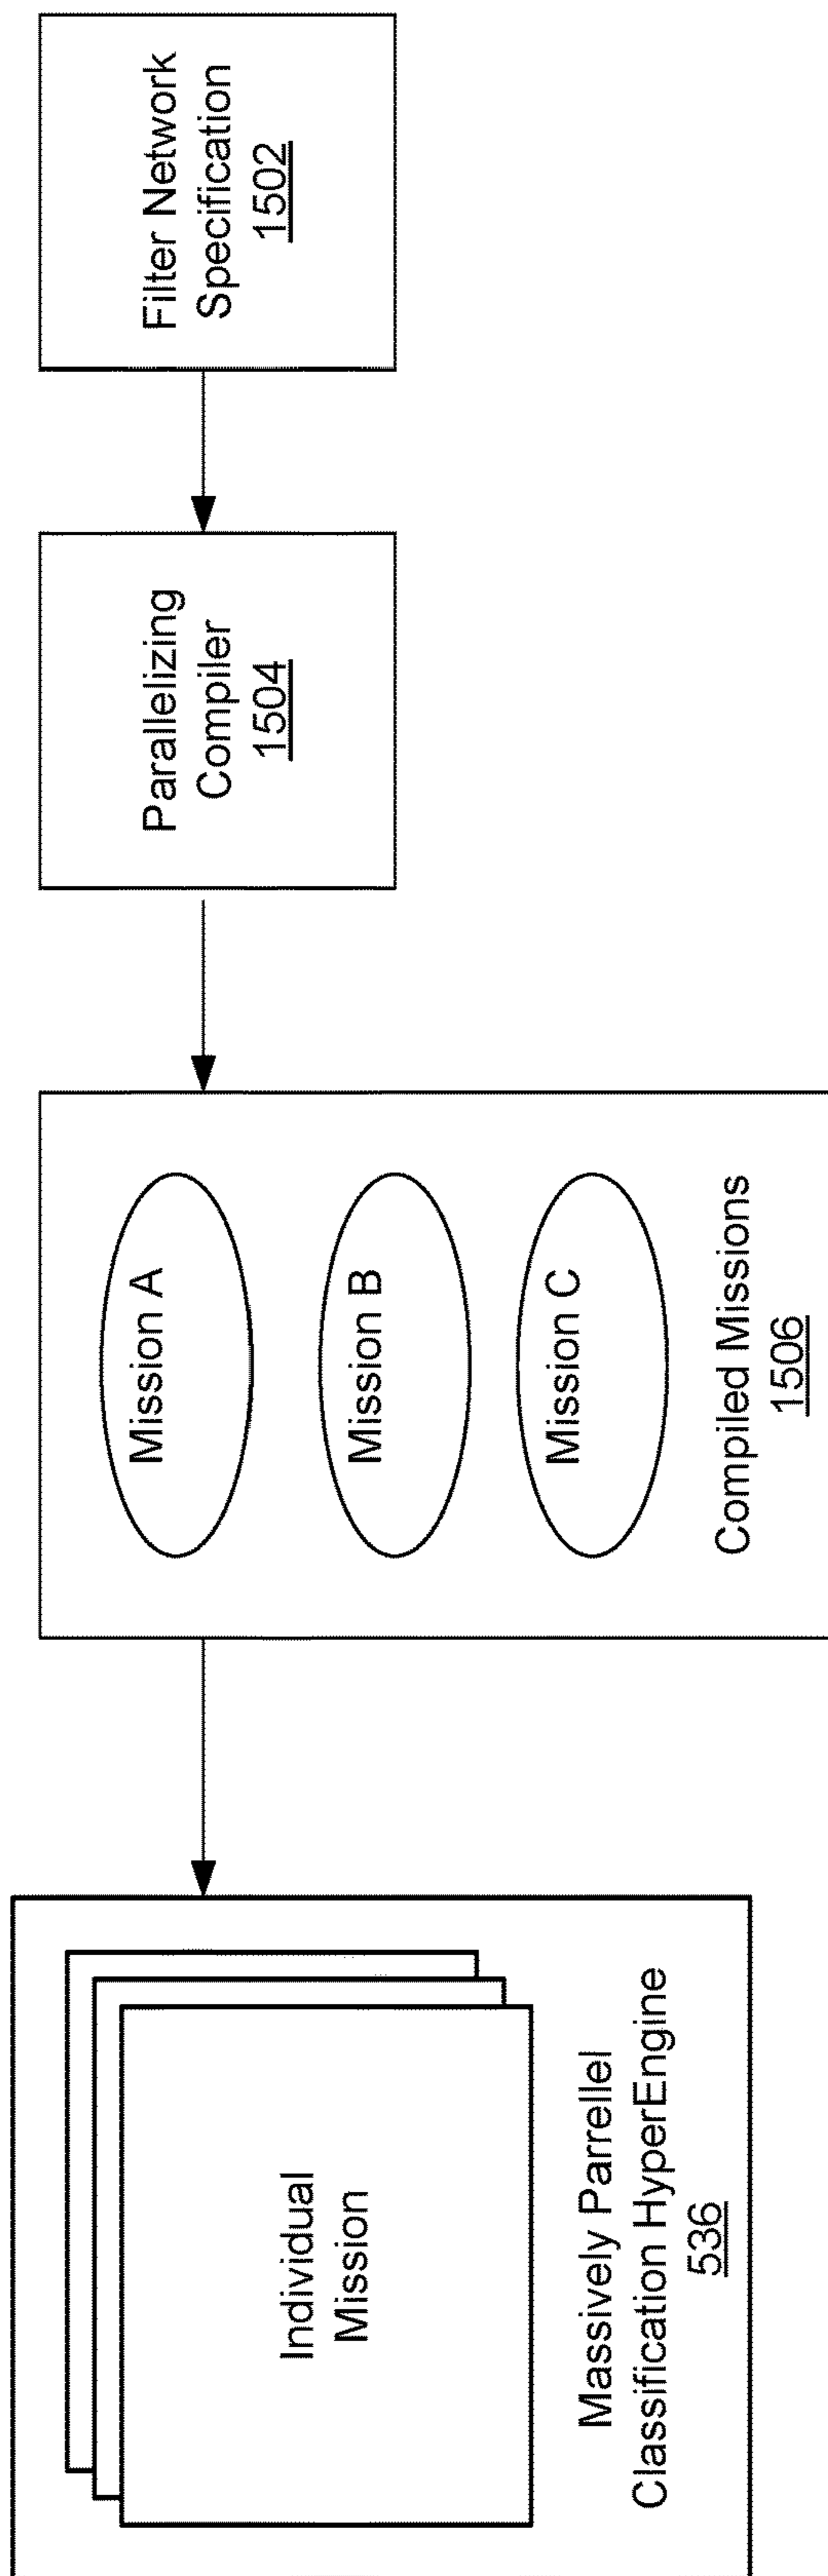 Individual
Mission
Massively Parrellel
Classification HyperEngine
536
Mission A
Mission B
Mission C
Compiled Missions
1506
Parallelizing
Compiler
1504
Filter Network
Specification
1502